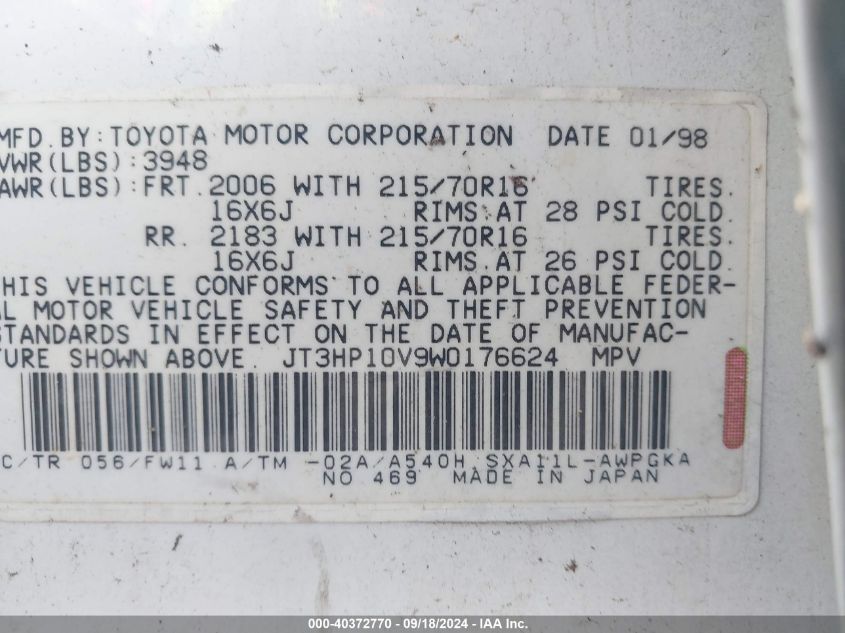 MFD. BY: TOYOTA MOTOR CORPORATION DATE 01/98
VWR(LBS):3948
AWR(LBS):FRT. 2006 WITH 215/70R16 TIRES.
16X6J RIMS AT 28 PSI COLD.
RR. 2183 WITH 215/70R16 TIRES.
16X6J RIMS AT 26 PSI COLD.
HIS VEHICLE CONFORMS TO ALL APPLICABLE FEDER-
L MOTOR VEHICLE SAFETY AND THEFT PREVENTION
STANDARDS IN EFFECT ON THE DATE OF MANUFAC-
TURE SHOWN ABOVE. JT3HP10V9W0176624 MPV
C/TR 056/FW11 A/TM -02A/A540H SXA11L-AWPGKA
NO.469 MADE IN JAPAN
000-40372770 - 09/18/2024 - IAA Inc.